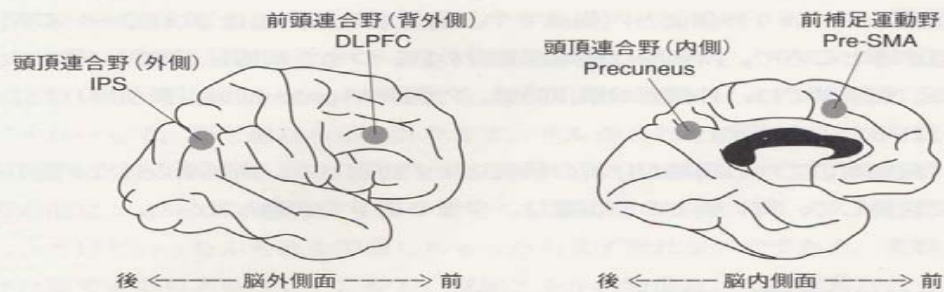 前頭連合野(背外側)
DLPFC
頭頂連合野(外側)
IPS
後 ← 脳外側面 → 前
前補足運動野
Pre-SMA
頭頂連合野(内側)
Precuneus
後 ← 脳内側面 → 前